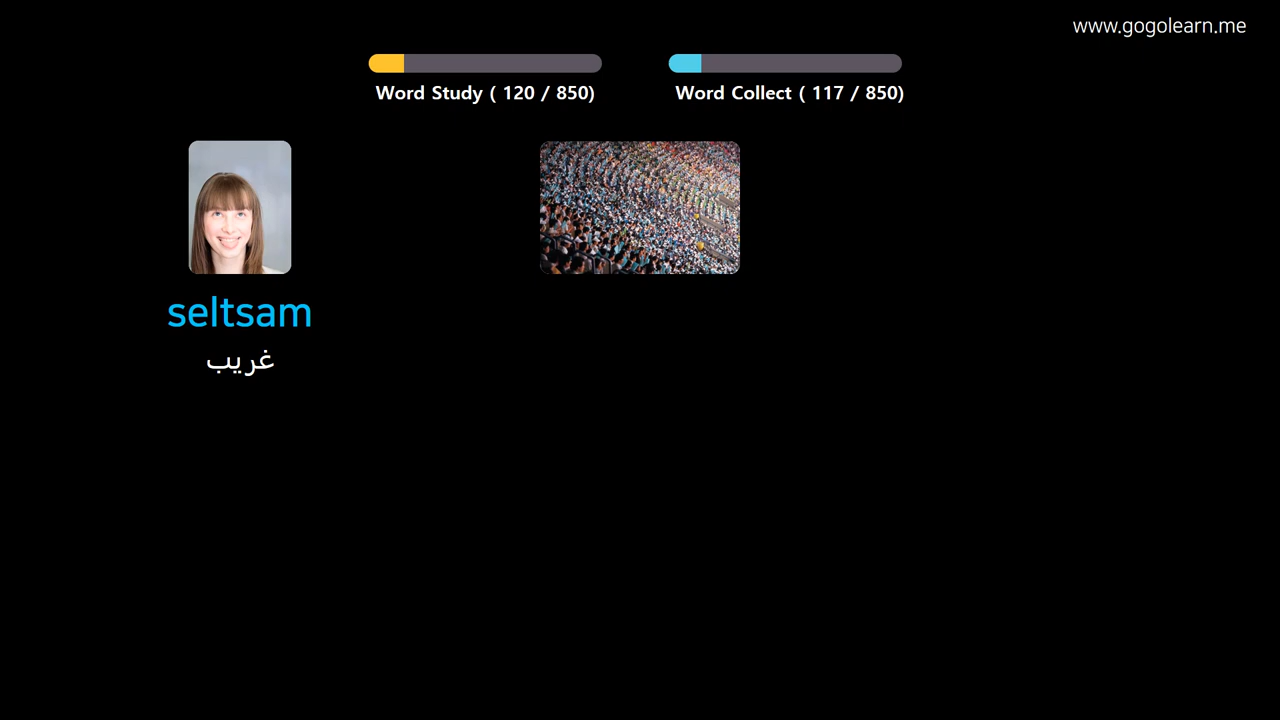 www.gogolearn.me
Word Study ( 120 / 850)
Word Collect ( 117 / 850)
seltsam
غريب